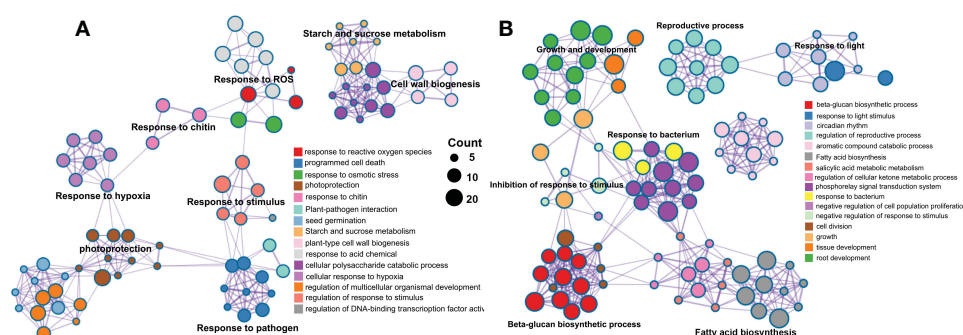 A
Starch and sucrose metabolism
Response to ROS
Cell wall biogenesis
Response to chitin
Response to hypoxia
Response to stimulus
photoprotection
Response to pathogen
Count
5
10
20
response to reactive oxygen species
programmed cell death
response to osmotic stress
photoprotection
response to chitin
Plant-pathogen interaction
seed germination
Starch and sucrose metabolism
plant-type cell wall biogenesis
response to acid chemical
cellular polysaccharide catabolic process
cellular response to hypoxia
regulation of multicellular organismal development
regulation of response to stimulus
regulation of DNA-binding transcription factor activ
B
Reproductive process
Growth and development
Response to light
Response to bacterium
Inhibition of response to stimulus
Beta-glucan biosynthetic process
Fatty acid biosynthesis
beta-glucan biosynthetic process
response to light stimulus
circadian rhythm
regulation of reproductive process
aromatic compound catabolic process
Fatty acid biosynthesis
salicylic acid metabolic metabolism
regulation of cellular ketone metabolic process
phosphorelay signal transduction system
response to bacterium
negative regulation of cell population proliferatio
negative regulation of response to stimulus
cell division
growth
tissue development
root development